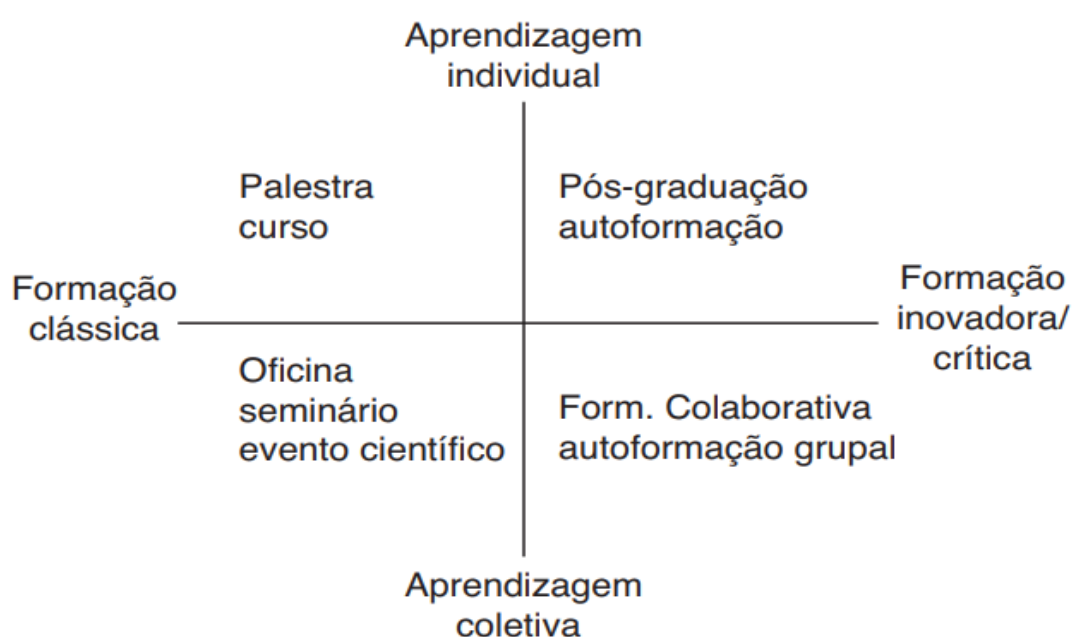 Aprendizagem
individual
Palestra
curso
Pós-graduação
autoformação
Formação
clássica
Formação
inovadora/
crítica
Oficina
seminário
evento científico
Form. Colaborativa
autoformação grupal
Aprendizagem
coletiva